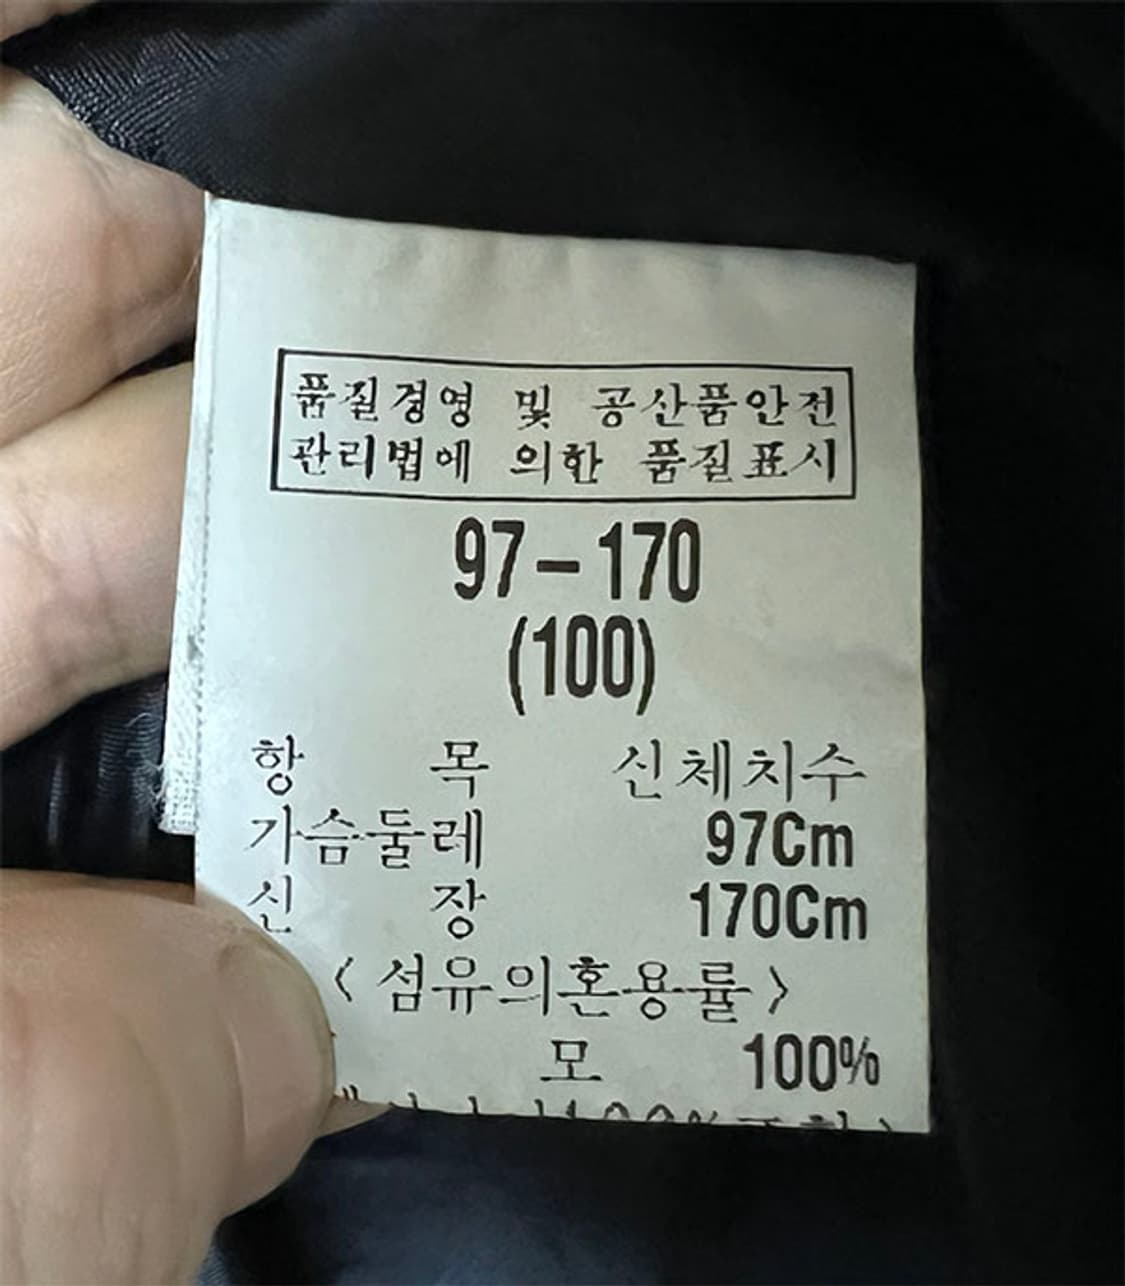 품질경영 및 공산품안전
관리법에 의한 품질표시
97-170
(100)
항 목 신체치수
가슴둘레 97Cm
신 장 170Cm
<섬유의혼용률>
모 100%